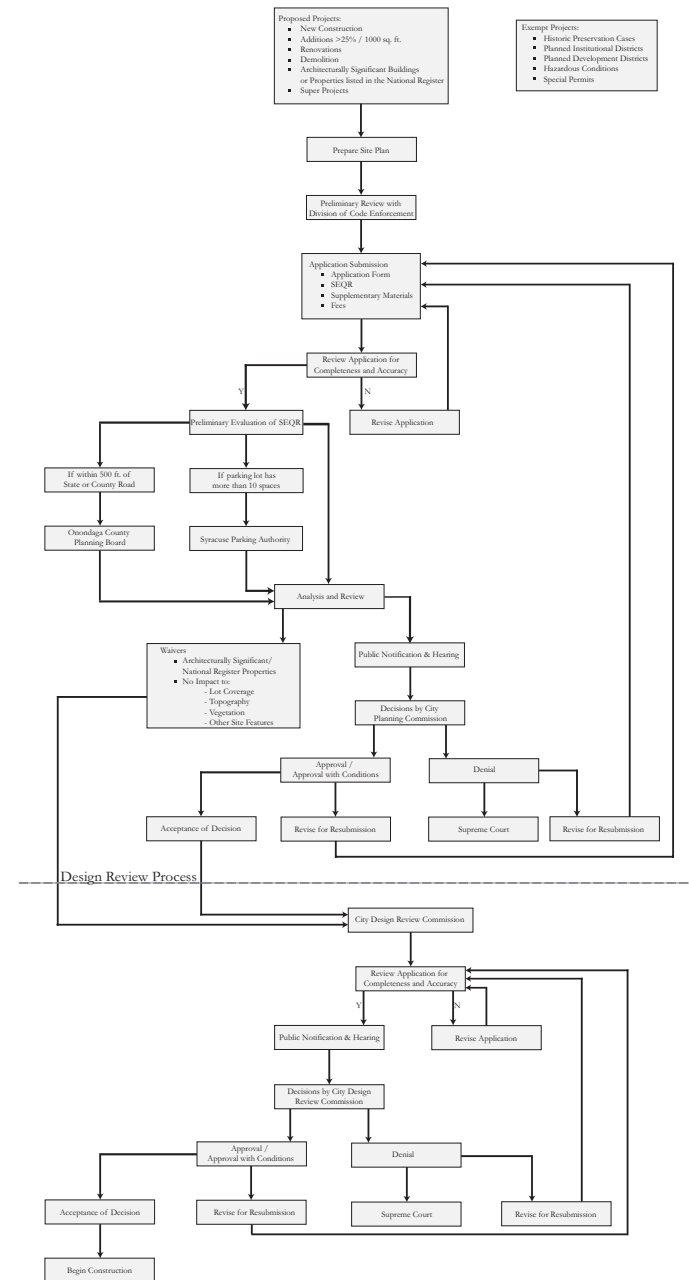 Proposed Projects:
▪ New Construction
▪ Additions >25% / 1000 sq. ft.
▪ Renovations
▪ Demolition
▪ Architecturally Significant Buildings
or Properties listed in the National Register
▪ Super Projects
Exempt Projects:
▪ Historic Preservation Cases
▪ Planned Institutional Districts
▪ Planned Development Districts
▪ Hazardous Conditions
▪ Special Permits
Prepare Site Plan
Preliminary Review with
Division of Code Enforcement
Application Submission
▪ Application Form
▪ SEQR
▪ Supplementary Materials
▪ Fees
Review Application for
Completeness and Accuracy
Y
N
Preliminary Evaluation of SEQR
Revise Application
If within 500 ft. of
State or County Road
If parking lot has
more than 10 spaces
Onondaga County
Planning Board
Syracuse Parking Authority
Analysis and Review
Waivers
▪ Architecturally Significant/
National Register Properties
▪ No Impact to:
- Lot Coverage
- Topography
- Vegetation
- Other Site Features
Public Notification & Hearing
Decisions by City
Planning Commission
Approval /
Approval with Conditions
Denial
Acceptance of Decision
Revise for Resubmission
Supreme Court
Revise for Resubmission
Design Review Process
City Design Review Commission
Review Application for
Completeness and Accuracy
Y
N
Public Notification & Hearing
Revise Application
Decisions by City Design
Review Commission
Approval /
Approval with Conditions
Denial
Acceptance of Decision
Revise for Resubmission
Supreme Court
Revise for Resubmission
Begin Construction